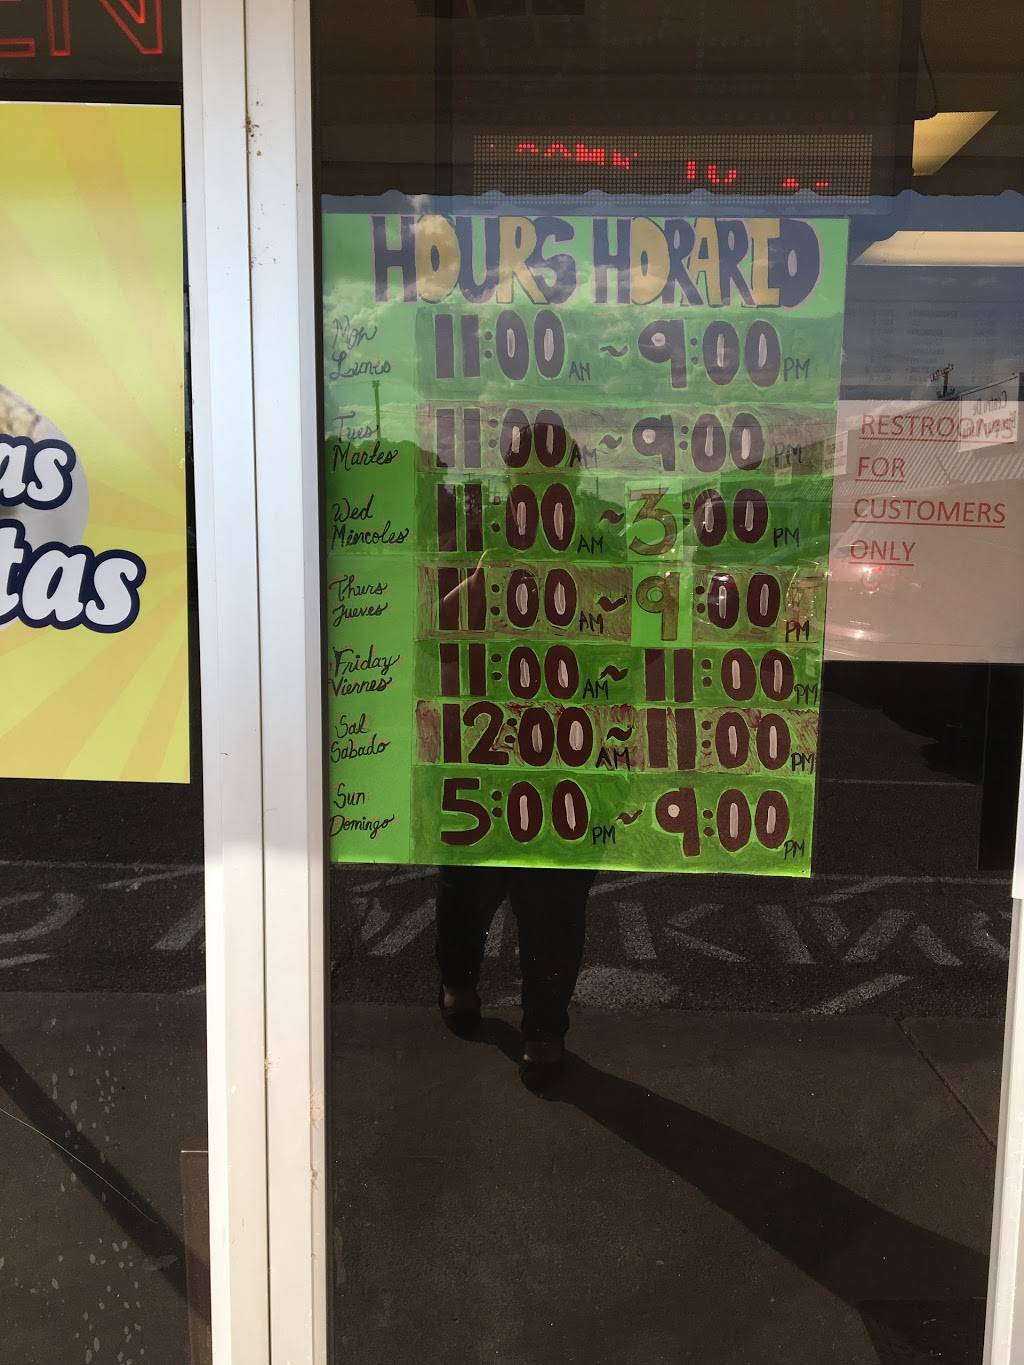 EN
as
tas
HOURS HORARIO
Mon 11:00 AM ~ 9:00 PM
Lunes
Tues 11:00 AM ~ 9:00 PM
Martes
Wed 11:00 AM ~ 3:00 PM
Miercoles
Thurs 11:00 AM ~ 9:00 PM
Jueves
Friday 11:00 AM ~ 11:00 PM
Viernes
Sat 12:00 AM ~ 11:00 PM
Sabado
Sun 5:00 PM ~ 9:00 PM
Domingo
RESTROOMS
FOR
CUSTOMERS
ONLY